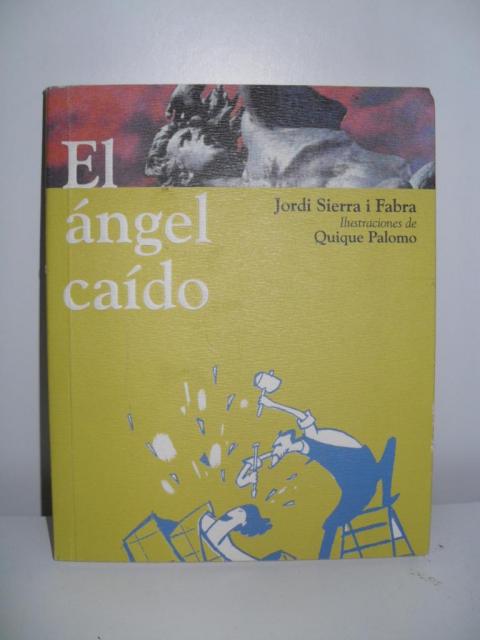 El
ángel
caído
Jordi Sierra i Fabra
Ilustraciones de
Quique Palomo